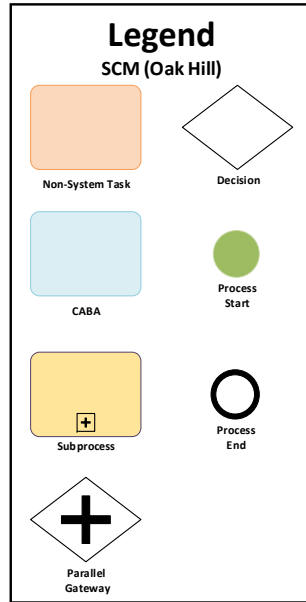 Legend
SCM (Oak Hill)
Non-System Task
Decision
CABA
Process
Start
Subprocess
Process
End
Parallel
Gateway